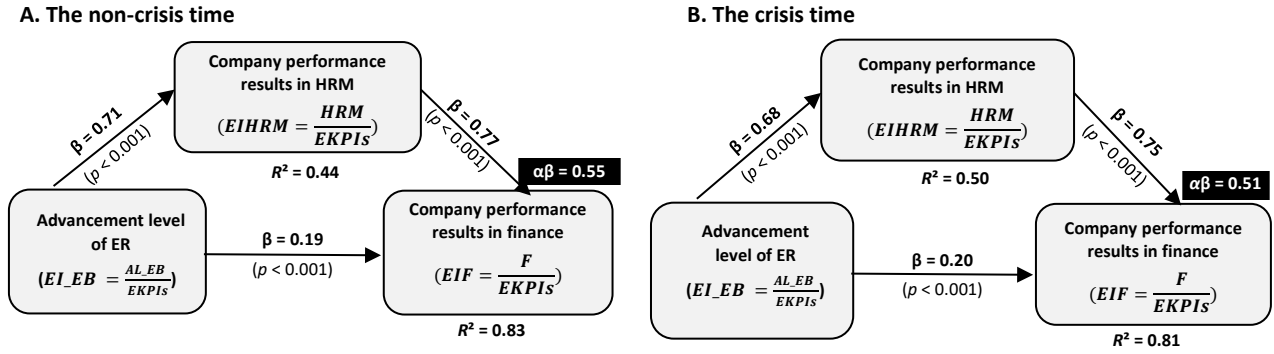 A. The non-crisis time
Company performance
results in HRM
(EIHRM = HRM/EKPIs)
R² = 0.44
β = 0.71
(p < 0.001)
β = 0.77
(p < 0.001)
αβ = 0.55
Advancement level
of ER
(EI_EB = AL_EB/EKPIs)
β = 0.19
(p < 0.001)
Company performance
results in finance
(EIF = F/EKPIs)
R² = 0.83
B. The crisis time
Company performance
results in HRM
(EIHRM = HRM/EKPIs)
R² = 0.50
β = 0.68
(p < 0.001)
β = 0.75
(p < 0.001)
αβ = 0.51
Advancement
level of ER
(EI_EB = AL_EB/EKPIs)
β = 0.20
(p < 0.001)
Company performance
results in finance
(EIF = F/EKPIs)
R² = 0.81